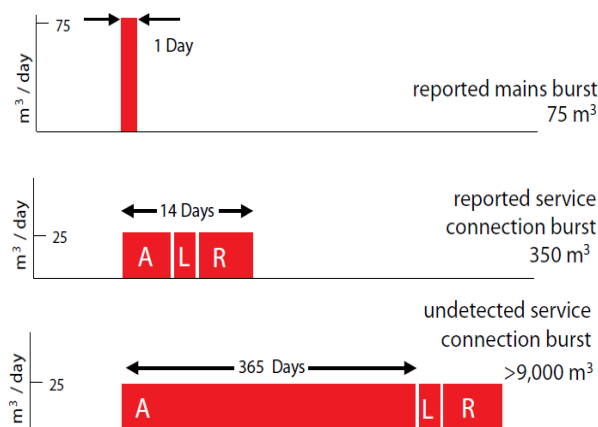 75
1 Day
m³ / day
reported mains burst
75 m³
14 Days
reported service
connection burst
350 m³
25
m³ / day
A L R
undetected service
connection burst
>9,000 m³
365 Days
25
m³ / day
A L R